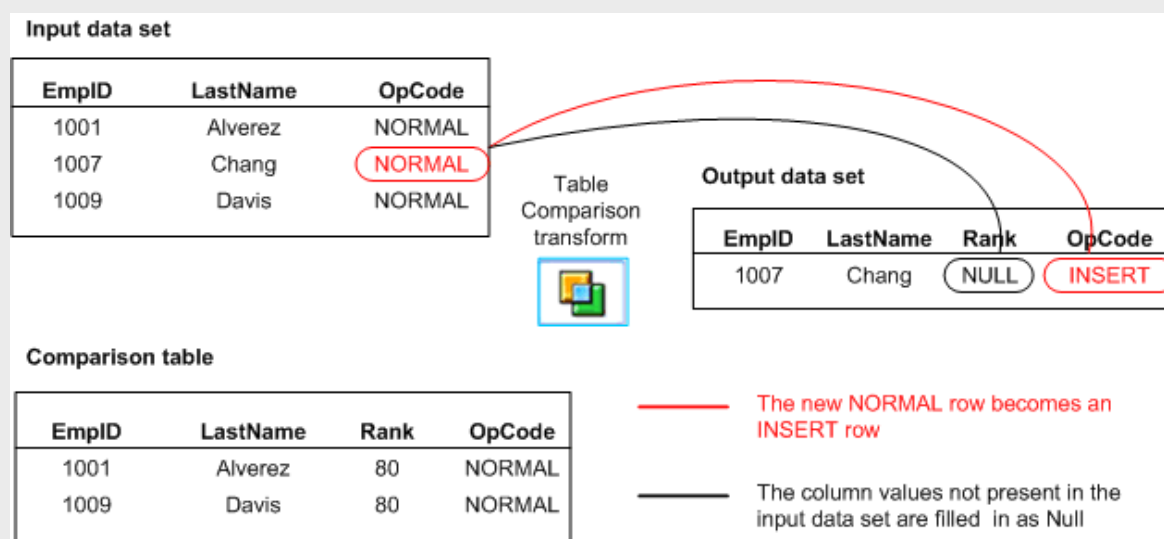 Input data set
EmpID LastName OpCode
1001 Alverez NORMAL
1007 Chang NORMAL
1009 Davis NORMAL
Table
Comparison
transform
Output data set
EmpID LastName Rank OpCode
1007 Chang NULL INSERT
Comparison table
EmpID LastName Rank OpCode
1001 Alverez 80 NORMAL
1009 Davis 80 NORMAL
The new NORMAL row becomes an
INSERT row
The column values not present in the
input data set are filled in as Null